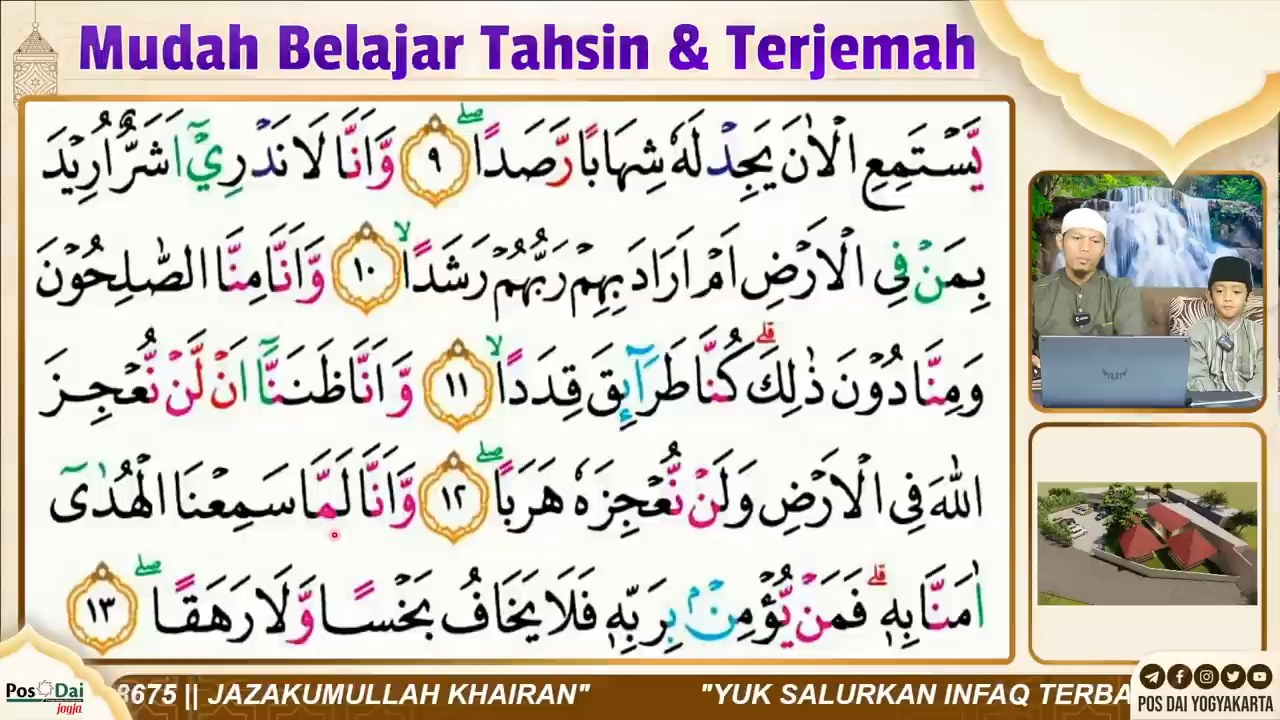 Mudah Belajar Tahsin & Terjemah
يَّسْتَمِعِ الْاٰنَ يَجِدْ لَهٗ شِهَابًا رَّصَدًاۖ ٩ وَّاَنَّا لَا نَدْرِيْٓ اَشَرٌّ اُرِيْدَ
بِمَنْ فِى الْاَرْضِ اَمْ اَرَادَ بِهِمْ رَبُّهُمْ رَشَدًاۙ ١٠ وَّاَنَّا مِنَّا الصّٰلِحُوْنَ
وَمِنَّا دُوْنَ ذٰلِكَۗ كُنَّا طَرَآىِٕقَ قِدَدًاۙ ١١ وَّاَنَّا ظَنَنَّآ اَنْ لَّنْ نُّعْجِزَ
اللّٰهَ فِى الْاَرْضِ وَلَنْ نُّعْجِزَهٗ هَرَبًاۖ ١٢ وَّاَنَّا لَمَّا سَمِعْنَا الْهُدٰىٓ
اٰمَنَّا بِهٖۗ فَمَنْ يُّؤْمِنْۢ بِرَبِّهٖ فَلَا يَخَافُ بَخْسًا وَّلَا رَهَقًاۖ ١٣
Pos Dai
jogja
8675 || JAZAKUMULLAH KHAIRAN" "YUK SALURKAN INFAQ TERBA
POS DAI YOGYAKARTA